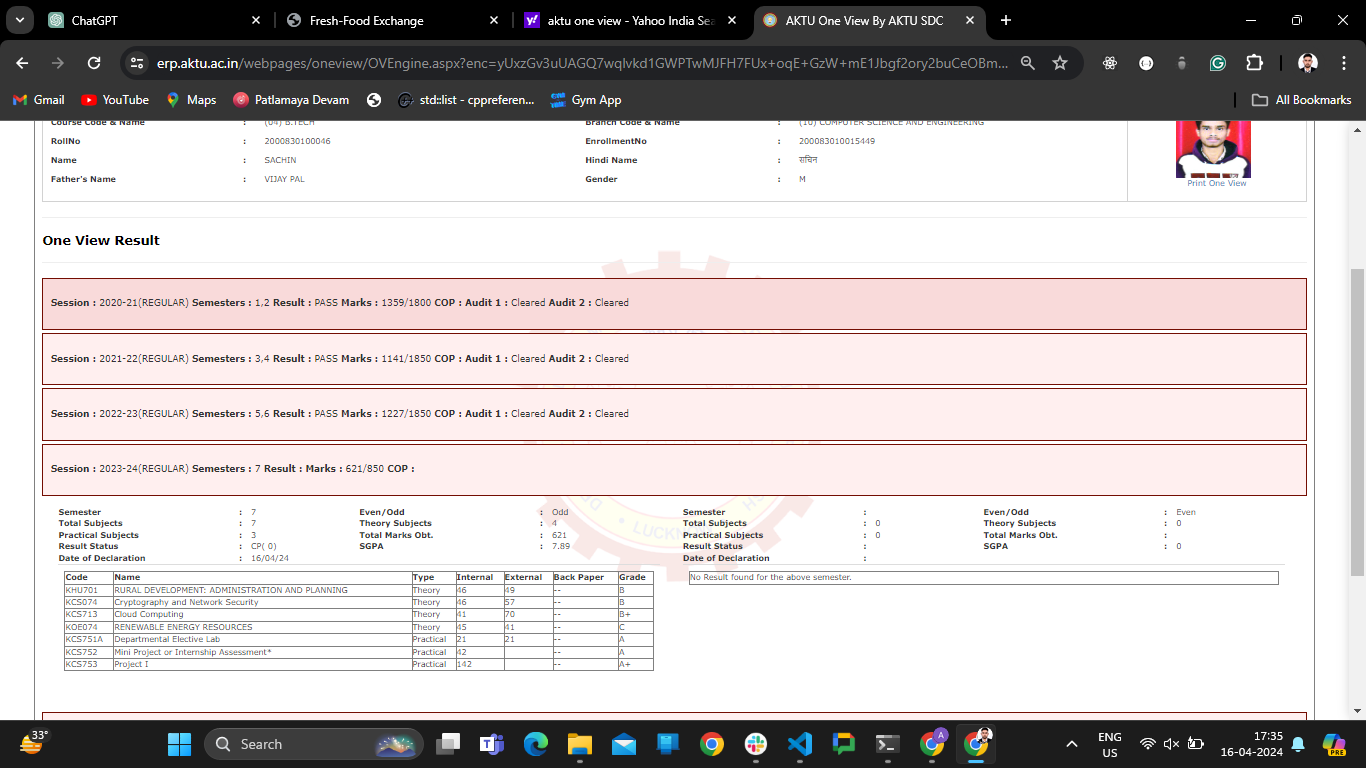 ChatGPT
Fresh-Food Exchange
aktu one view - Yahoo India Sea
AKTU One View By AKTU SDC
erp.aktu.ac.in/webpages/oneview/OVEngine.aspx?enc=yUxzGv3uUAGQ7wqlvkd1GWPTwMJFH7FUx+oqE+GzW+mE1Jbgf2ory2buCeOBm...
Gmail YouTube Maps Patlamaya Devam std::list - cppreferen... Gym App All Bookmarks
Course Code & Name : (04) B.TECH Branch Code & Name : (10) COMPUTER SCIENCE AND ENGINEERING
RollNo : 2000830100046 EnrollmentNo : 200083010015449
Name : SACHIN Hindi Name : सचिन
Father's Name : VIJAY PAL Gender : M
Print One View
One View Result
Session : 2020-21(REGULAR) Semesters : 1,2 Result : PASS Marks : 1359/1800 COP : Audit 1 : Cleared Audit 2 : Cleared
Session : 2021-22(REGULAR) Semesters : 3,4 Result : PASS Marks : 1141/1850 COP : Audit 1 : Cleared Audit 2 : Cleared
Session : 2022-23(REGULAR) Semesters : 5,6 Result : PASS Marks : 1227/1850 COP : Audit 1 : Cleared Audit 2 : Cleared
Session : 2023-24(REGULAR) Semesters : 7 Result : Marks : 621/850 COP :
Semester : 7 Even/Odd : Odd Semester : Even/Odd : Even
Total Subjects : 7 Theory Subjects : 4 Total Subjects : 0 Theory Subjects : 0
Practical Subjects : 3 Total Marks Obt. : 621 Practical Subjects : 0 Total Marks Obt. :
Result Status : CP( 0) SGPA : 7.89 Result Status : SGPA : 0
Date of Declaration : 16/04/24 Date of Declaration :
Code Name Type Internal External Back Paper Grade No Result found for the above semester.
KHU701 RURAL DEVELOPMENT: ADMINISTRATION AND PLANNING Theory 46 49 -- B
KCS074 Cryptography and Network Security Theory 46 57 -- B
KCS713 Cloud Computing Theory 41 70 -- B+
KOE074 RENEWABLE ENERGY RESOURCES Theory 45 41 -- C
KCS751A Departmental Elective Lab Practical 21 21 -- A
KCS752 Mini Project or Internship Assessment* Practical 42 -- A
KCS753 Project I Practical 142 -- A+
33°
Search
ENG
US
17:35
16-04-2024
PRE